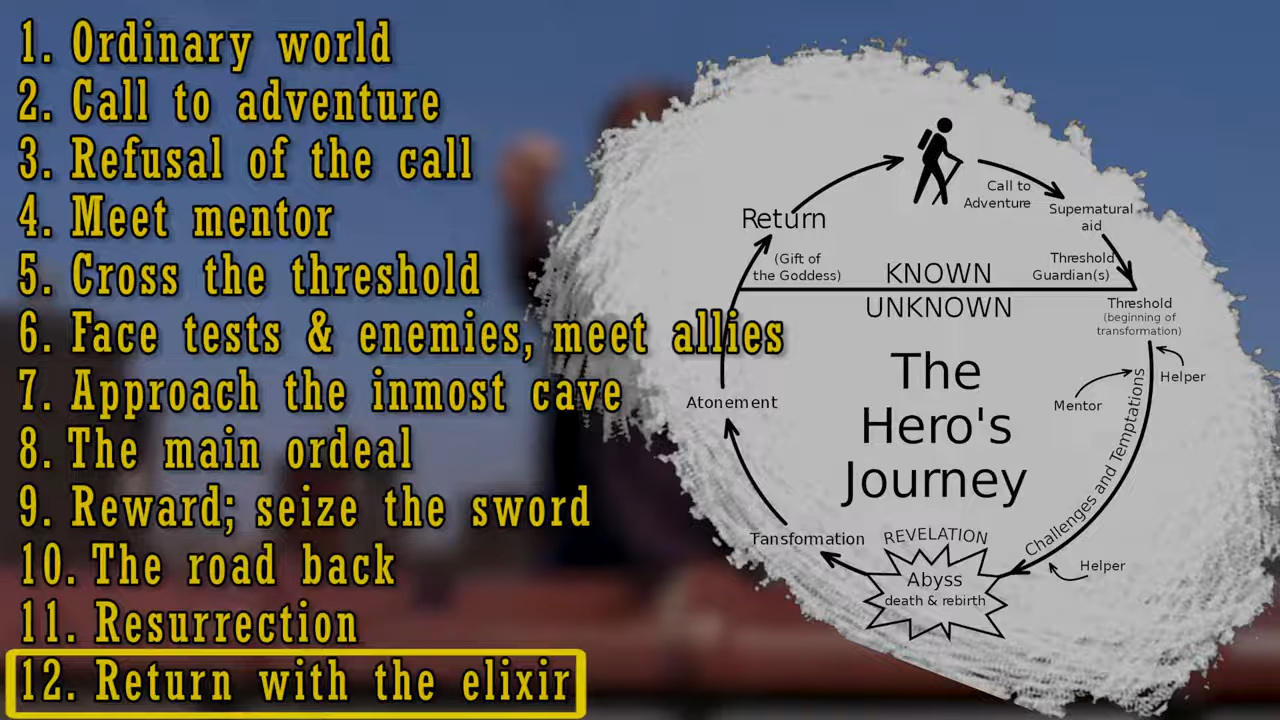 1. Ordinary world
2. Call to adventure
3. Refusal of the call
4. Meet mentor
5. Cross the threshold
6. Face tests & enemies, meet allies
7. Approach the inmost cave
8. The main ordeal
9. Reward; seize the sword
10. The road back
11. Resurrection
12. Return with the elixir
Call to
Adventure
Supernatural
aid
Threshold
Guardian(s)
KNOWN
UNKNOWN
Threshold
(beginning of
transformation)
Helper
Mentor
Challenges and Temptations
Helper
REVELATION
Abyss
death & rebirth
Tansformation
Atonement
(Gift of
the Goddess)
Return
The
Hero's
Journey